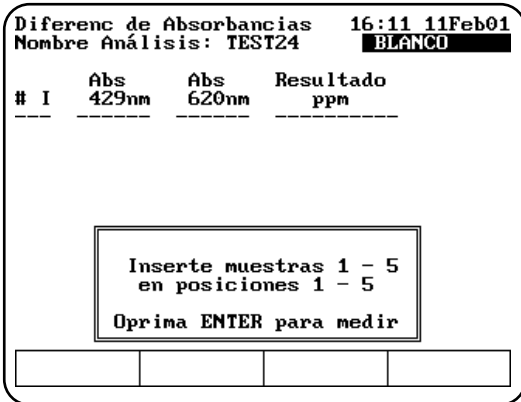 Diferenc de Absorbancias 16:11 11Feb01
Nombre Análisis: TEST24 BLANCO
Abs Abs Resultado
# I 429nm 620nm ppm
Inserte muestras 1 - 5
en posiciones 1 - 5
Oprima ENTER para medir